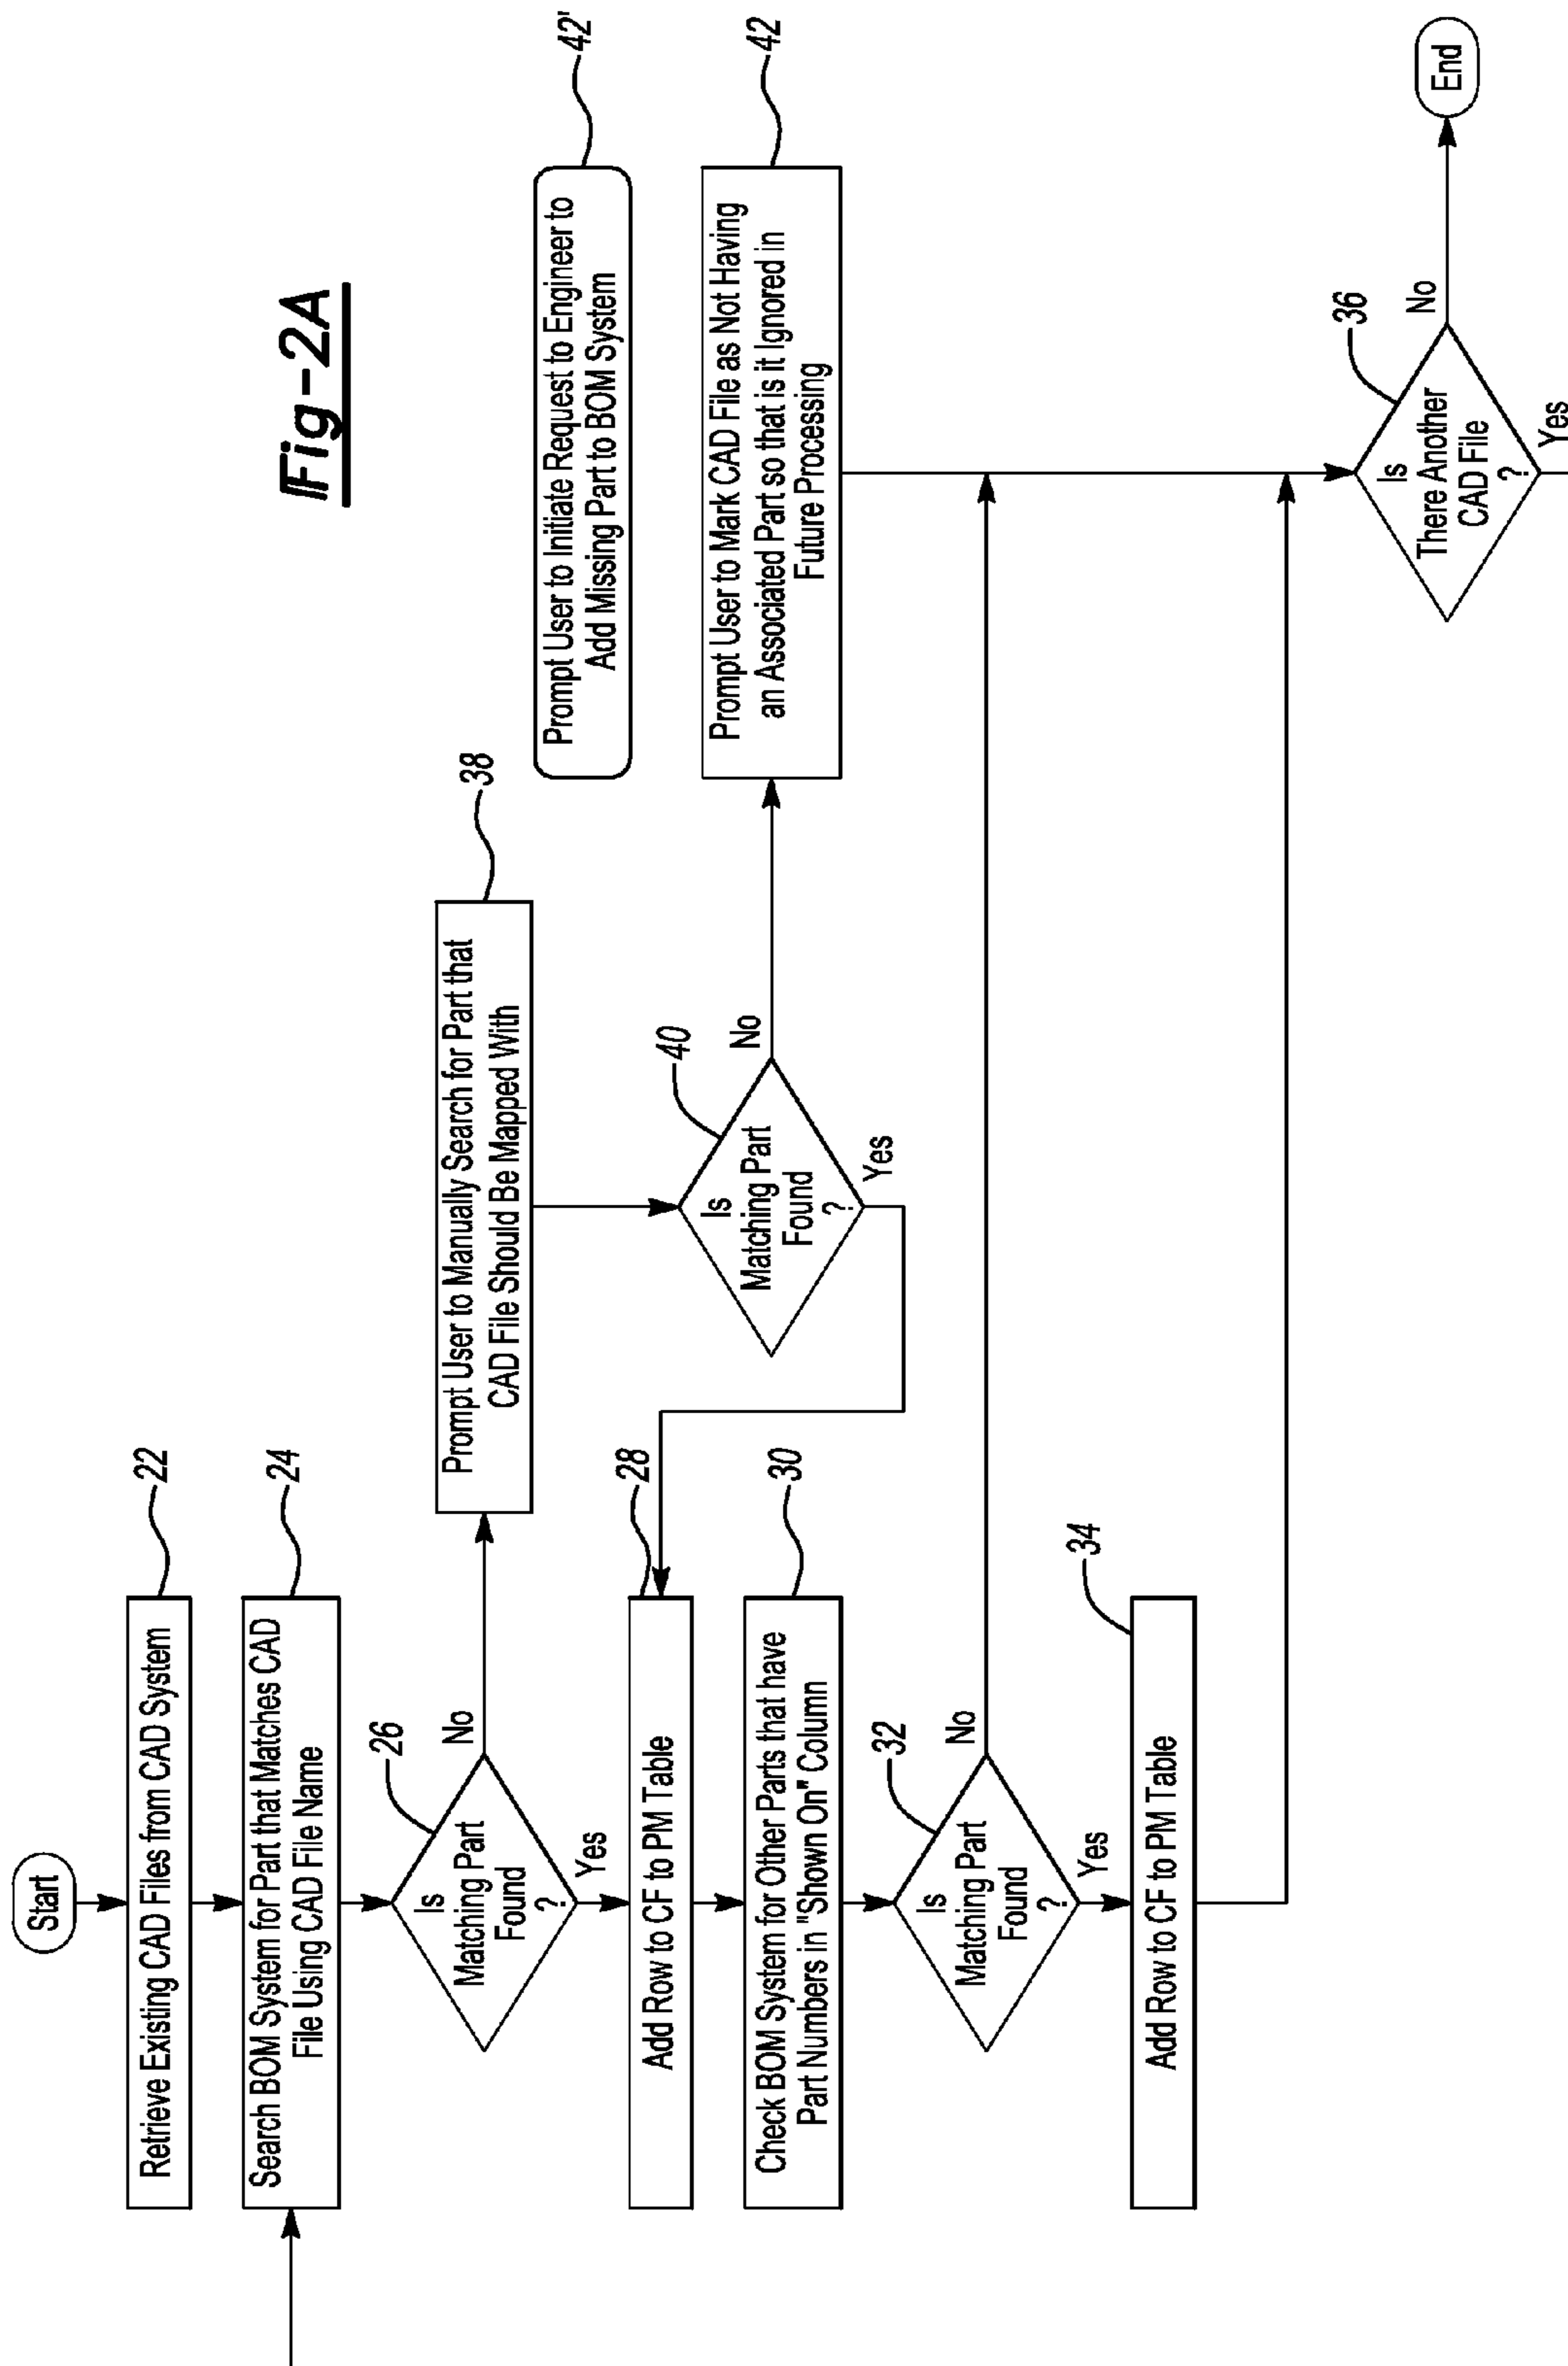 Fig-2A
Start
Retrieve Existing CAD Files from CAD System
22
Search BOM System for Part that Matches CAD
File Using CAD File Name
24
Is
Matching Part
Found
?
26
No
Yes
Prompt User to Manually Search for Part that
CAD File Should Be Mapped With
38
Is
Matching Part
Found
?
40
No
Yes
Prompt User to Initiate Request to Engineer to
Add Missing Part to BOM System
42'
Prompt User to Mark CAD File as Not Having
an Associated Part so that is it Ignored in
Future Processing
42
Add Row to CF to PM Table
28
Check BOM System for Other Parts that have
Part Numbers in "Shown On" Column
30
Is
Matching Part
Found
?
32
No
Yes
Add Row to CF to PM Table
34
Is
There Another
CAD File
?
36
No
Yes
End